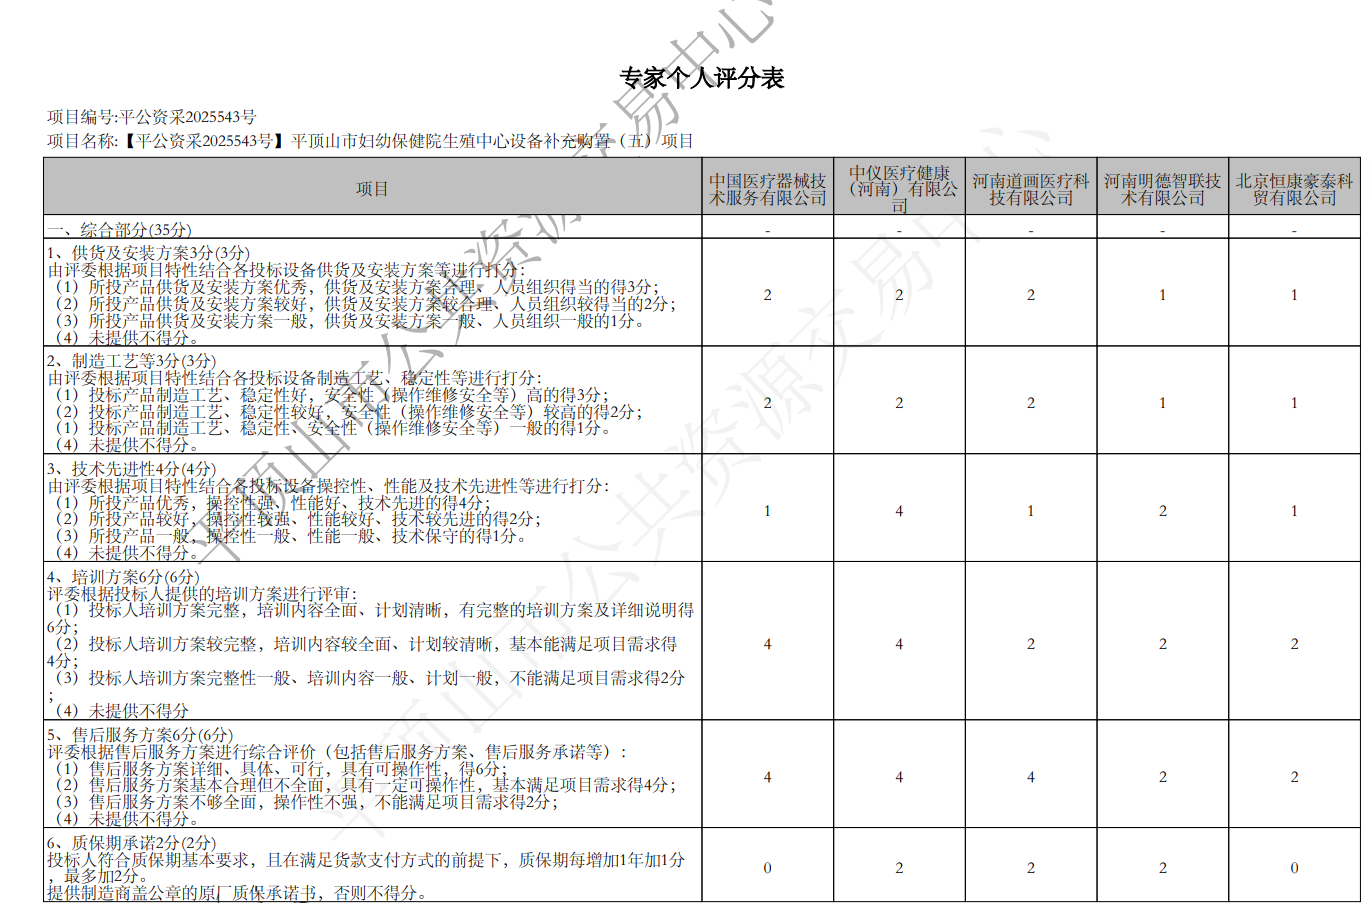 专家个人评分表
项目编号:平公资采2025543号
项目名称:【平公资采2025543号】平顶山市妇幼保健院生殖中心设备补充购置（五）项目
项目
中国医疗器械技
术服务有限公司
中仪医疗健康
（河南）有限公
司
河南道画医疗科
技有限公司
河南明德智联技
术有限公司
北京恒康豪泰科
贸有限公司
一、综合部分(35分)
- - - - -
1、供货及安装方案3分(3分)
由评委根据项目特性结合各投标设备供货及安装方案等进行打分：
（1）所投产品供货及安装方案优秀，供货及安装方案合理、人员组织得当的得3分；
（2）所投产品供货及安装方案较好，供货及安装方案较合理、人员组织较得当的2分；
（3）所投产品供货及安装方案一般，供货及安装方案一般、人员组织一般的1分。
（4）未提供不得分。
2 2 2 1 1
2、制造工艺等3分(3分)
由评委根据项目特性结合各投标设备制造工艺、稳定性等进行打分：
（1）投标产品制造工艺、稳定性好，安全性（操作维修安全等）高的得3分；
（2）投标产品制造工艺、稳定性较好，安全性（操作维修安全等）较高的得2分；
（1）投标产品制造工艺、稳定性、安全性（操作维修安全等）一般的得1分。
（4）未提供不得分。
2 2 2 1 1
3、技术先进性4分(4分)
由评委根据项目特性结合各投标设备操控性、性能及技术先进性等进行打分：
（1）所投产品优秀，操控性强、性能好、技术先进的得4分；
（2）所投产品较好，操控性较强、性能较好、技术较先进的得2分；
（3）所投产品一般，操控性一般、性能一般、技术保守的得1分。
（4）未提供不得分。
1 4 1 2 1
4、培训方案6分(6分)
评委根据投标人提供的培训方案进行评审：
（1）投标人培训方案完整，培训内容全面、计划清晰，有完整的培训方案及详细说明得
6分；
（2）投标人培训方案较完整，培训内容较全面、计划较清晰，基本能满足项目需求得
4分；
（3）投标人培训方案完整性一般、培训内容一般、计划一般，不能满足项目需求得2分
；
（4）未提供不得分
4 4 2 2 2
5、售后服务方案6分(6分)
评委根据售后服务方案进行综合评价（包括售后服务方案、售后服务承诺等）：
（1）售后服务方案详细、具体、可行，具有可操作性，得6分；
（2）售后服务方案基本合理但不全面，具有一定可操作性，基本满足项目需求得4分；
（3）售后服务方案不够全面，操作性不强，不能满足项目需求得2分；
（4）未提供不得分。
4 4 4 2 2
6、质保期承诺2分(2分)
投标人符合质保期基本要求，且在满足货款支付方式的前提下，质保期每增加1年加1分
，最多加2分。
提供制造商盖公章的原厂质保承诺书，否则不得分。
0 2 2 2 0
平顶山市公共资源交易中心
平顶山市公共资源交易中心